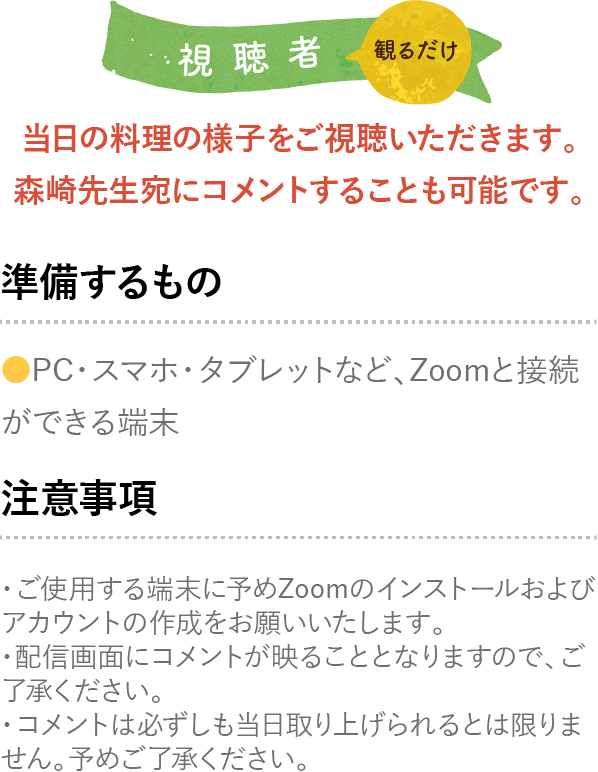 視聴者
観るだけ
当日の料理の様子をご視聴いただきます。
森崎先生宛にコメントすることも可能です。
準備するもの
●PC・スマホ・タブレットなど、Zoomと接続
ができる端末
注意事項
・ご使用する端末に予めZoomのインストールおよび
アカウントの作成をお願いいたします。
・配信画面にコメントが映ることとなりますので、ご
了承ください。
・コメントは必ずしも当日取り上げられるとは限りま
せん。予めご了承ください。